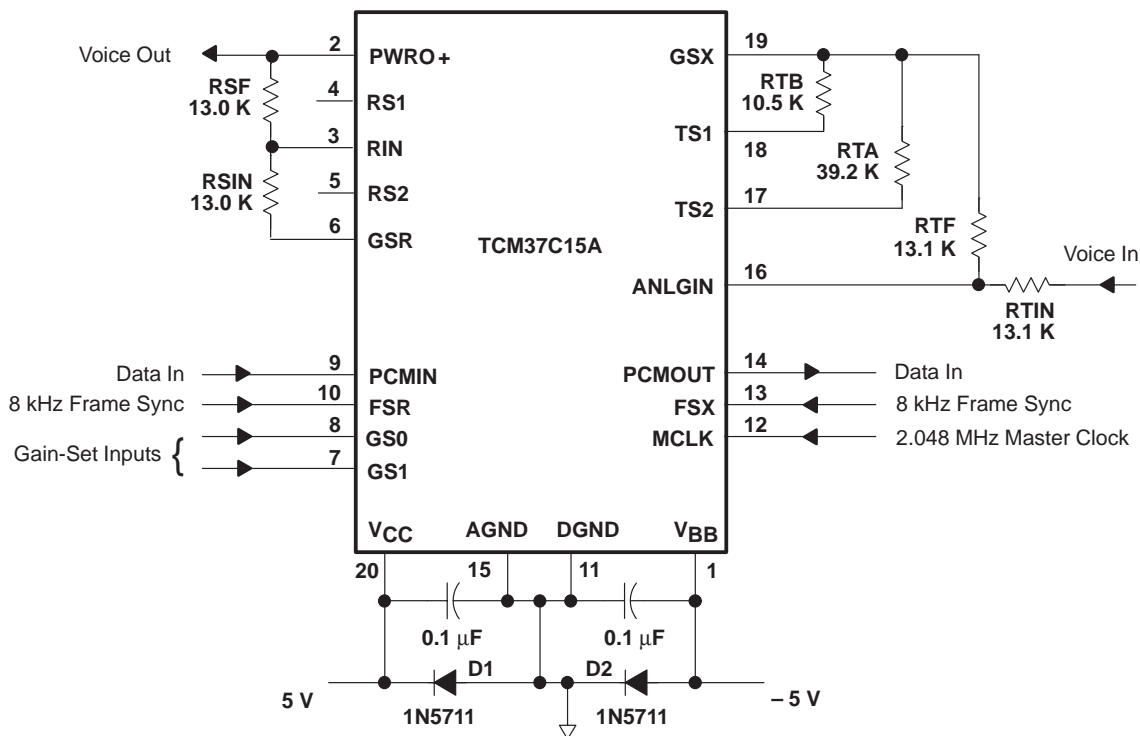 Voice Out
2
PWRO+
RSF
13.0 K
4
RS1
3
RIN
RSIN
13.0 K
5
RS2
6
GSR
TCM37C15A
19
GSX
RTB
10.5 K
TS1
18
RTA
39.2 K
17
TS2
RTF
13.1 K
Voice In
16
ANLGIN
RTIN
13.1 K
Data In
9
PCMIN
8 kHz Frame Sync
10
FSR
8
GS0
Gain-Set Inputs {
7
GS1
14
PCMOUT
Data In
13
FSX
8 kHz Frame Sync
12
MCLK
2.048 MHz Master Clock
VCC
AGND
DGND
VBB
20
15
11
1
0.1 μF
0.1 μF
D1
D2
5 V
– 5 V
1N5711
1N5711